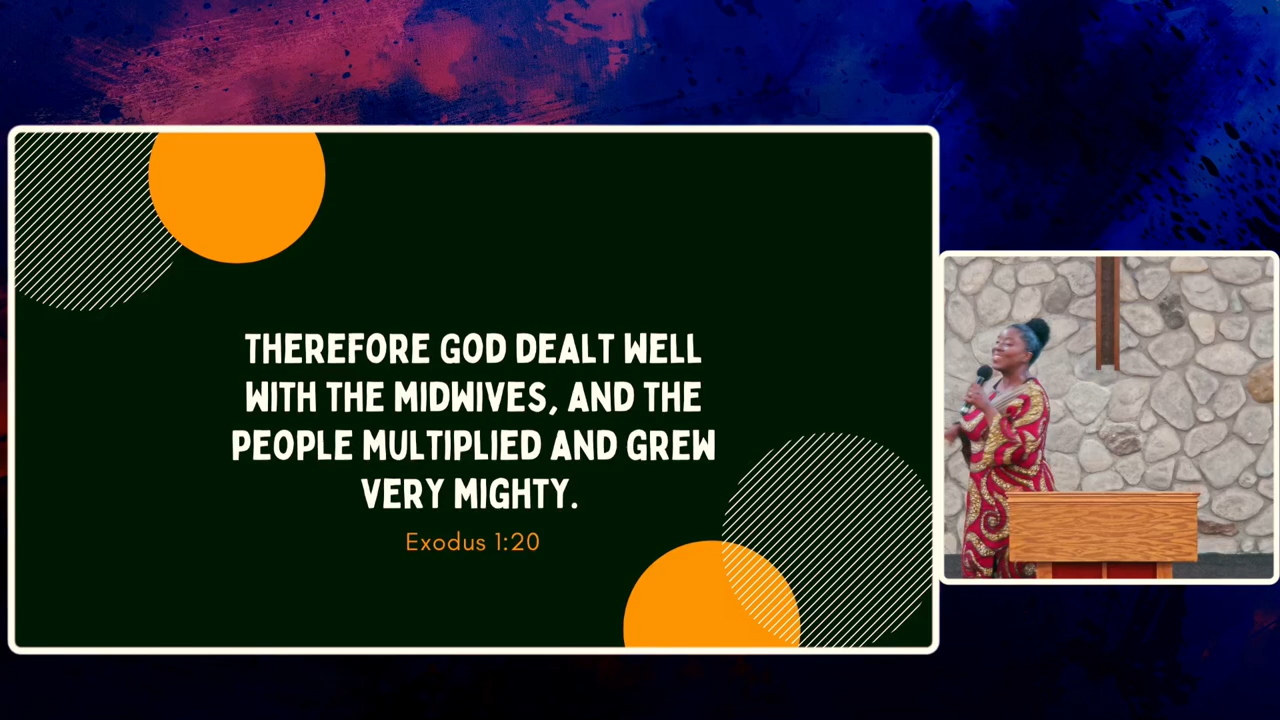 THEREFORE GOD DEALT WELL
WITH THE MIDWIVES, AND THE
PEOPLE MULTIPLIED AND GREW
VERY MIGHTY.
Exodus 1:20